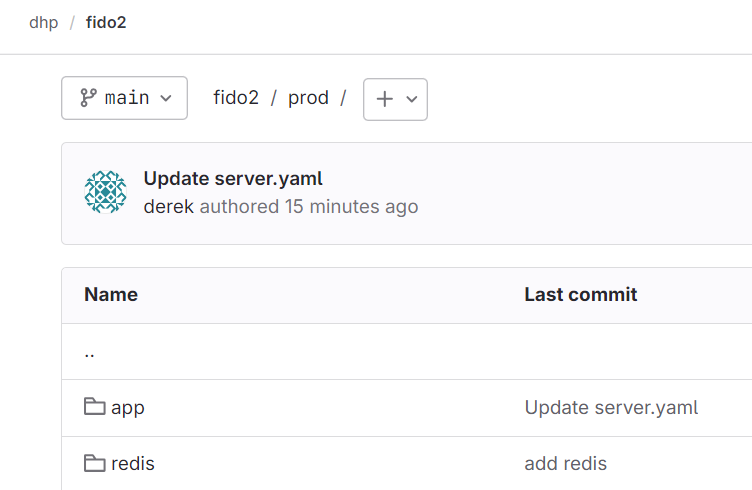 dhp / fido2
main fido2 / prod /
Update server.yaml
derek authored 15 minutes ago
Name Last commit
..
app Update server.yaml
redis add redis